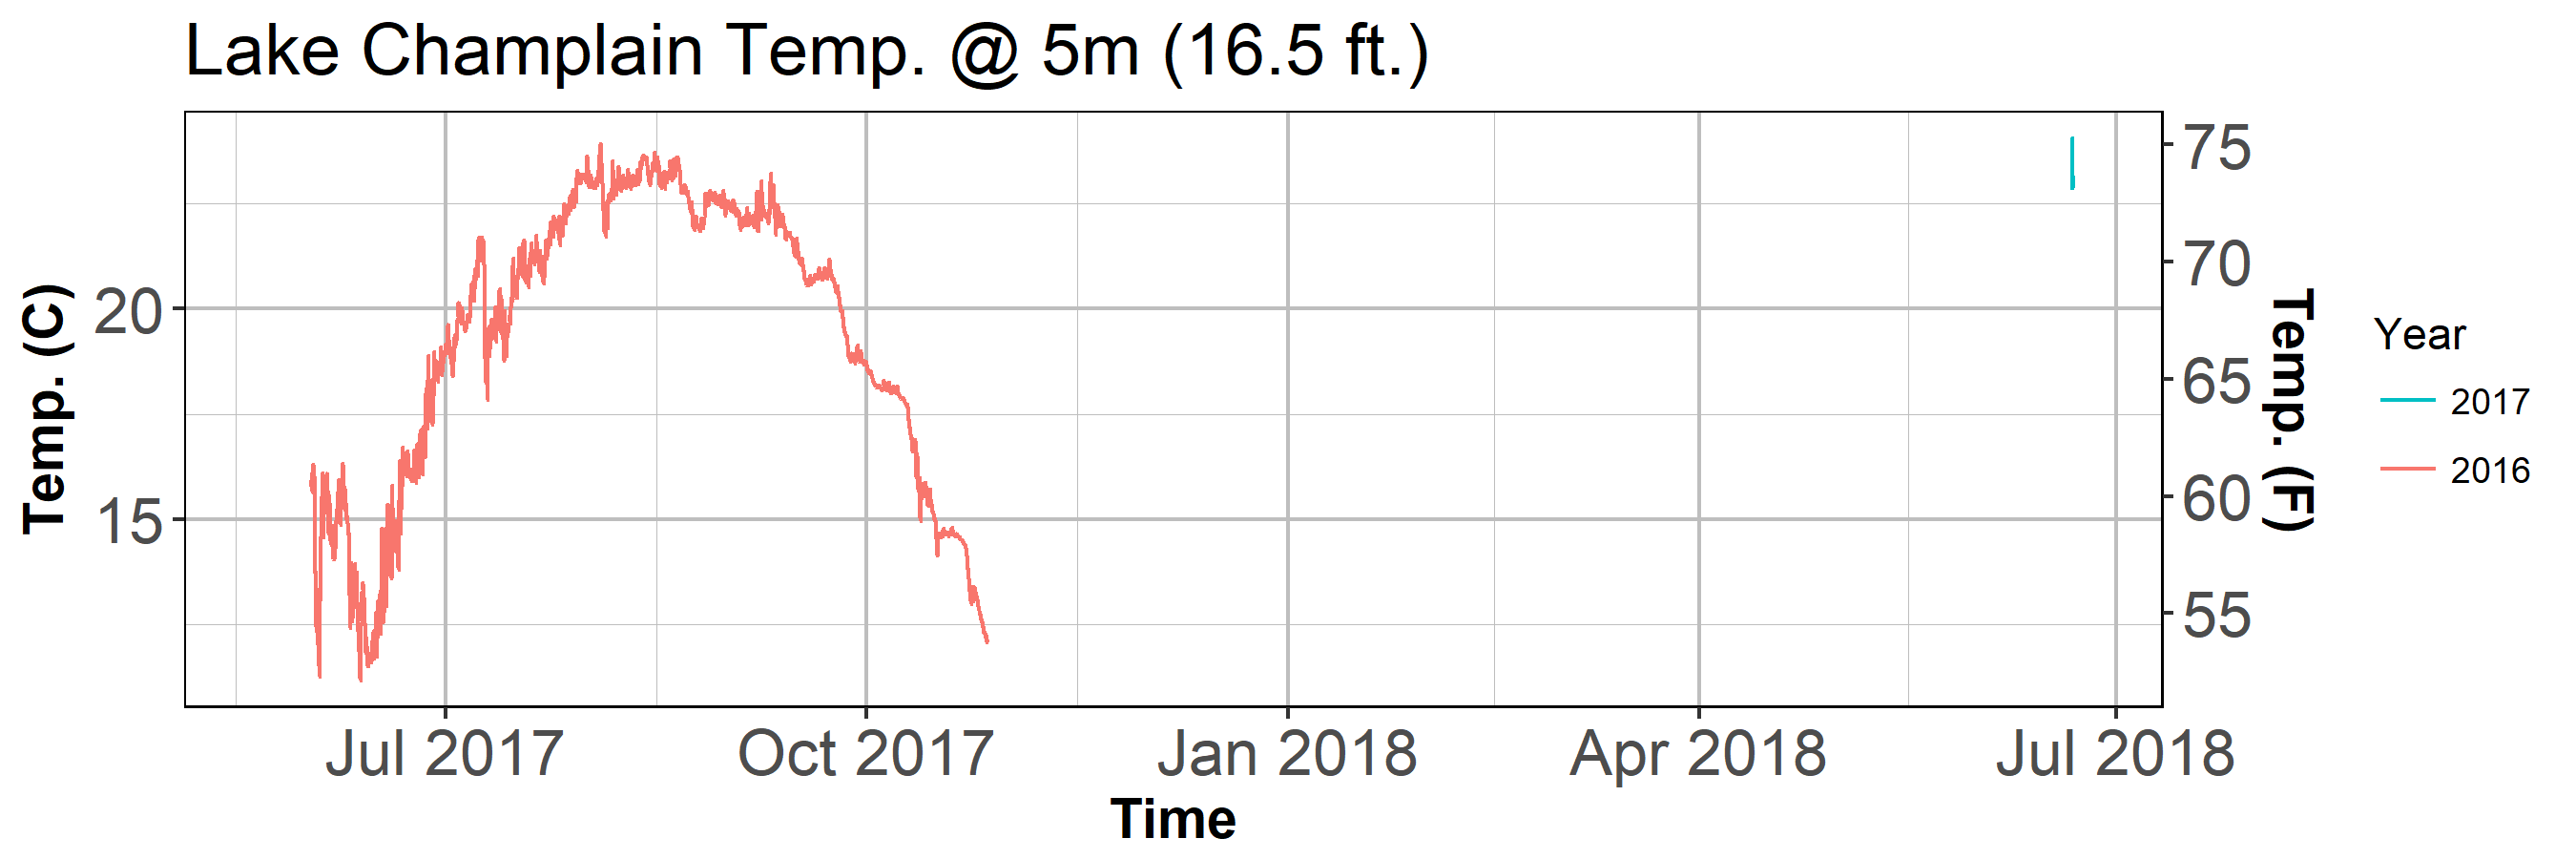 Lake Champlain Temp. @ 5m (16.5 ft.)
Temp. (C)
20
15
75
70
65
60
55
Temp. (F)
Year
2017
2016
Jul 2017
Oct 2017
Jan 2018
Apr 2018
Jul 2018
Time